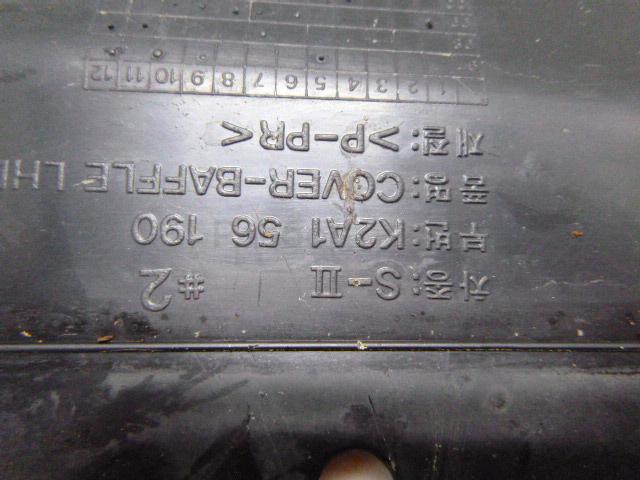 차종: S-II #2
부번: K2A1 56 190
품명: COVER-BAFFLE LH
재질: >P-PR<
1 2 3 4 5 6 7 8 9 10 11 12